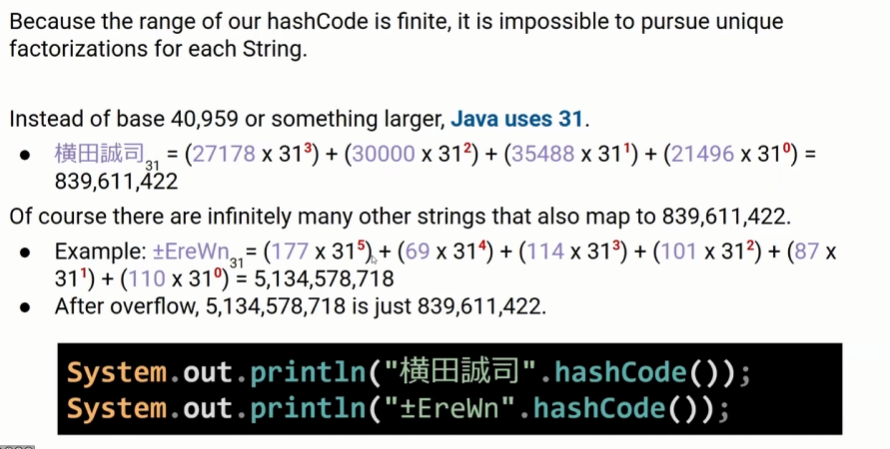 Because the range of our hashCode is finite, it is impossible to pursue unique
factorizations for each String.
Instead of base 40,959 or something larger, Java uses 31.
● 横田誠司₃₁ = (27178 x 31³) + (30000 x 31²) + (35488 x 31¹) + (21496 x 31⁰) =
839,611,422
Of course there are infinitely many other strings that also map to 839,611,422.
● Example: ±EreWn₃₁= (177 x 31⁵) + (69 x 31⁴) + (114 x 31³) + (101 x 31²) + (87 x
31¹) + (110 x 31⁰) = 5,134,578,718
● After overflow, 5,134,578,718 is just 839,611,422.
System.out.println("横田誠司".hashCode());
System.out.println("±EreWn".hashCode());